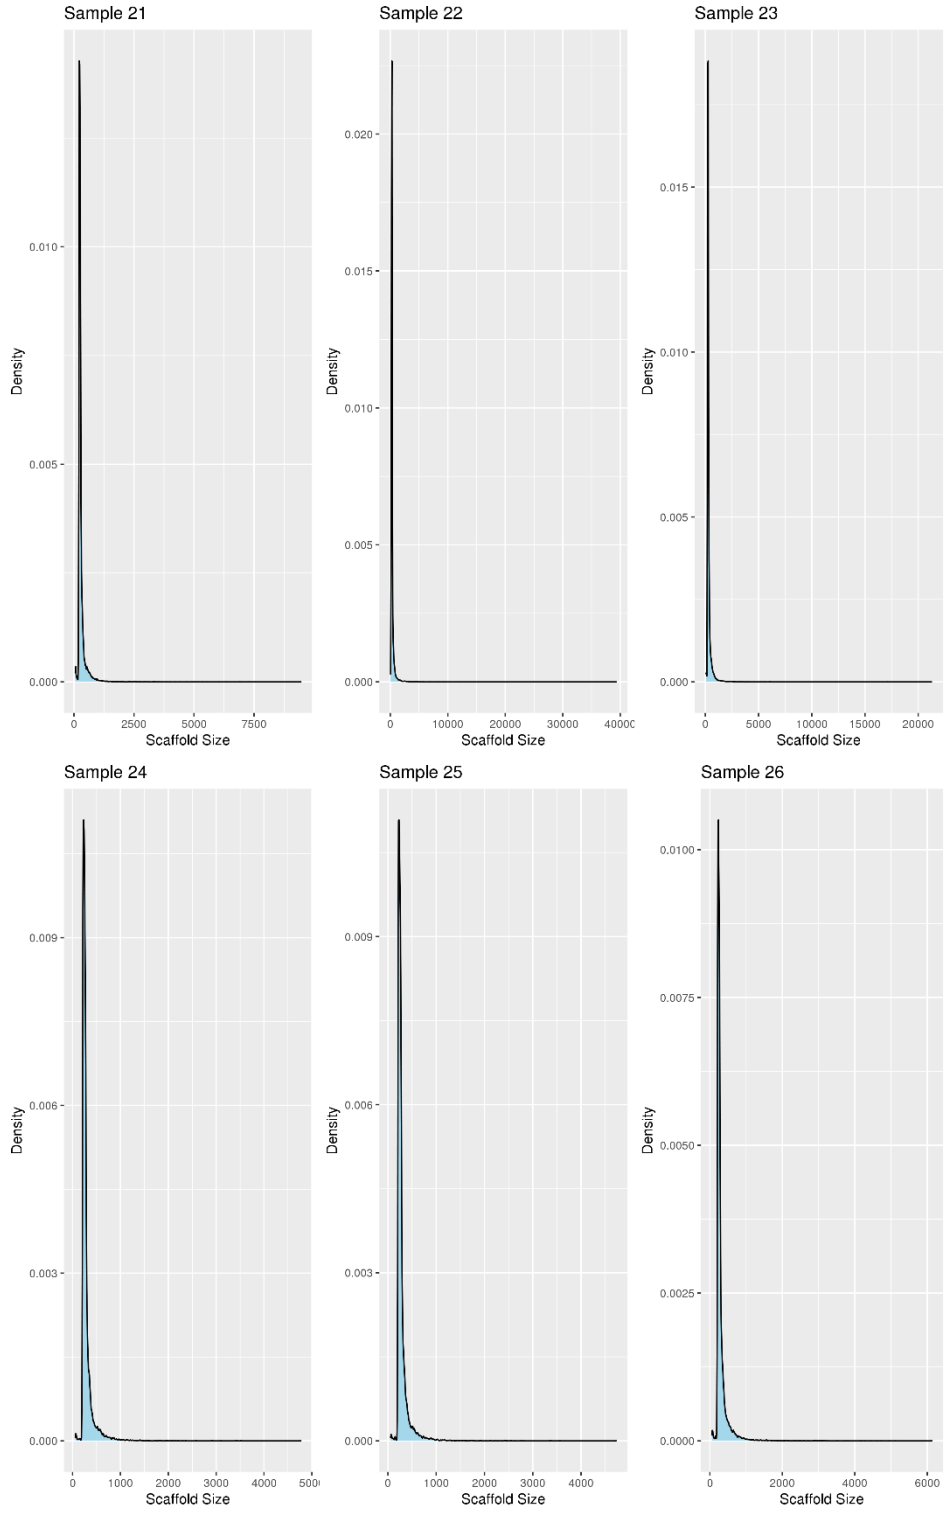 Sample 21 Sample 22 Sample 23
Density 0.010 0.005 0.000
0 2500 5000 7500
Scaffold Size
Density 0.020 0.015 0.010 0.005 0.000
0 10000 20000 30000 4000C
Scaffold Size
Density 0.015 0.010 0.005 0.000
0 5000 10000 15000 20000
Scaffold Size
Sample 24 Sample 25 Sample 26
Density 0.009 0.006 0.003 0.000
0 1000 2000 3000 4000 500
Scaffold Size
Density 0.009 0.006 0.003 0.000
0 1000 2000 3000 4000
Scaffold Size
Density 0.0100 0.0075 0.0050 0.0025 0.0000
0 2000 4000 6000
Scaffold Size